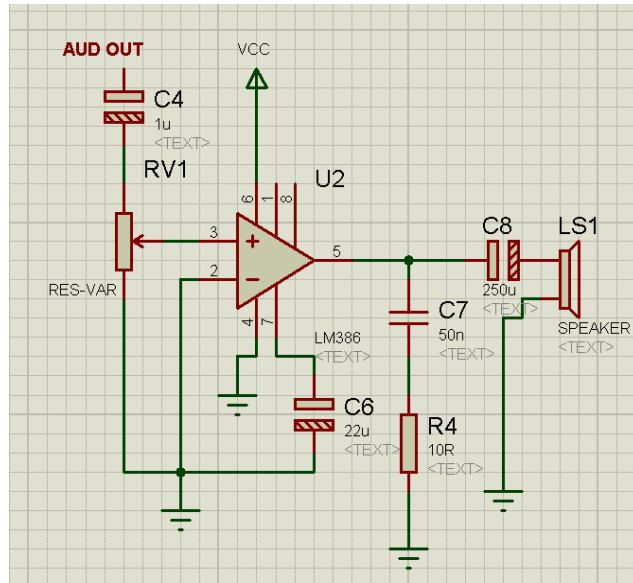 AUD OUT
VCC
C4
1u
<TEXT>
RV1
U2
6
1
8
3
5
2
C8
LS1
RES-VAR
250u
<TEXT>
C7
4
7
LM386
<TEXT>
50n
<TEXT>
SPEAKER
<TEXT>
C6
22u
<TEXT>
R4
10R
<TEXT>